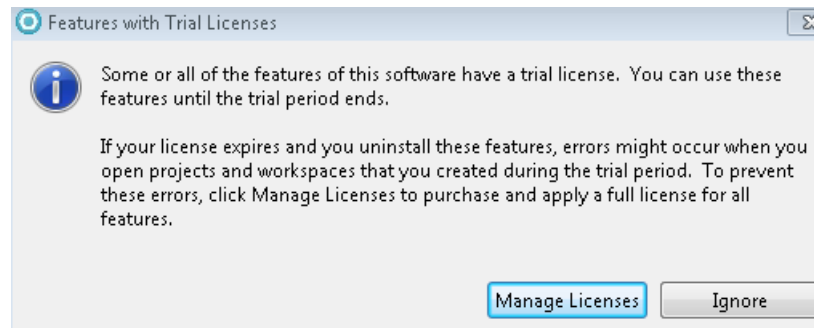 Features with Trial Licenses
Some or all of the features of this software have a trial license. You can use these
features until the trial period ends.
If your license expires and you uninstall these features, errors might occur when you
open projects and workspaces that you created during the trial period. To prevent
these errors, click Manage Licenses to purchase and apply a full license for all
features.
Manage Licenses
Ignore